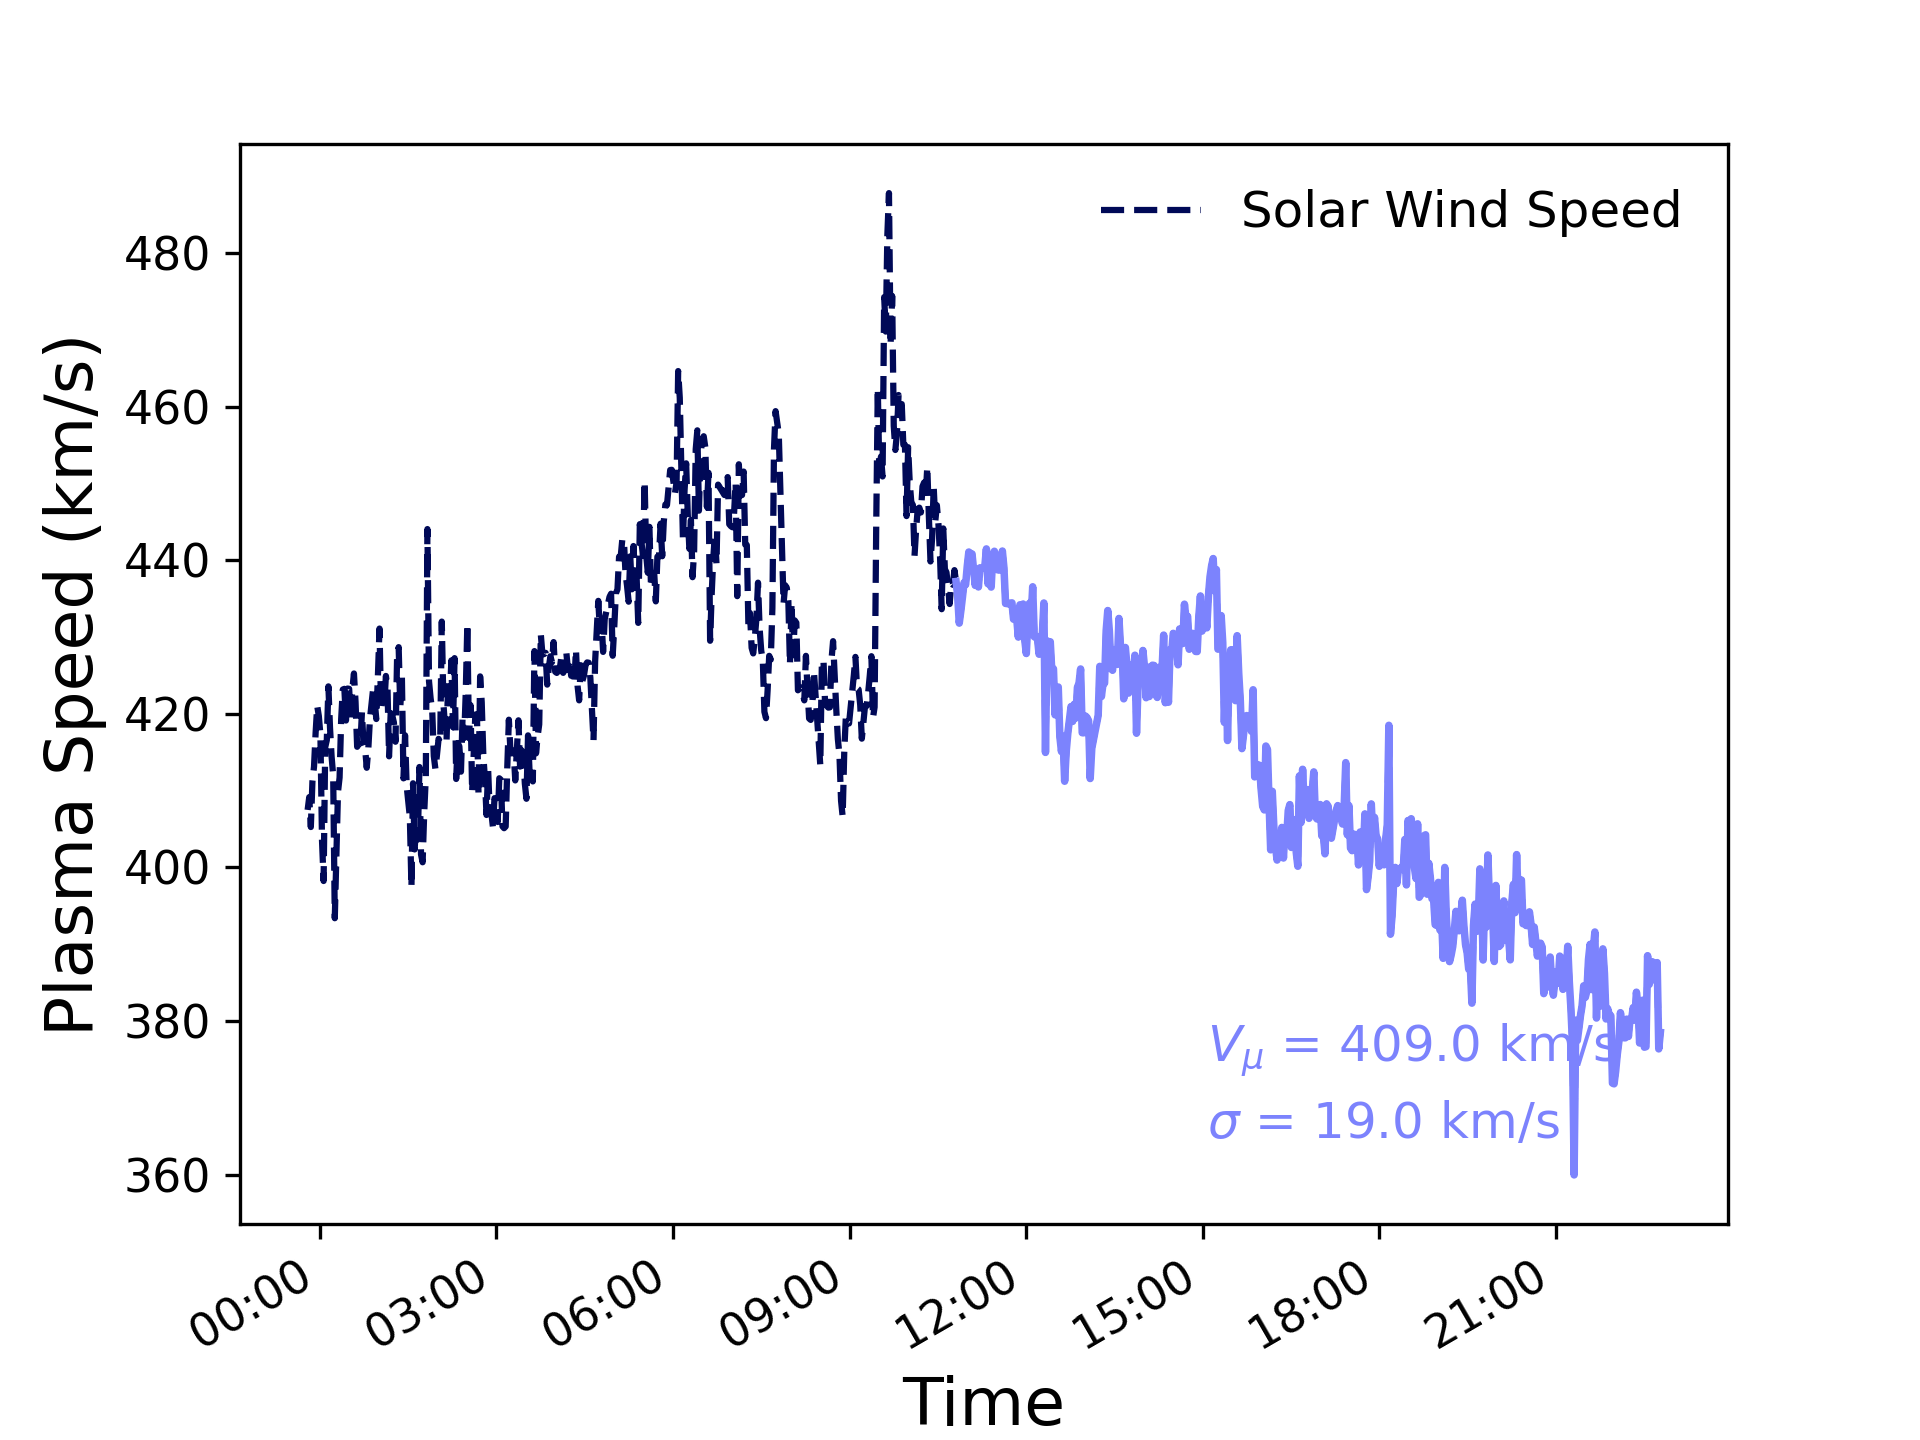 Solar Wind Speed
Plasma Speed (km/s)
480
460
440
420
400
380
360
Vμ = 409.0 km/s
σ = 19.0 km/s
00:00 03:00 06:00 09:00 12:00 15:00 18:00 21:00
Time